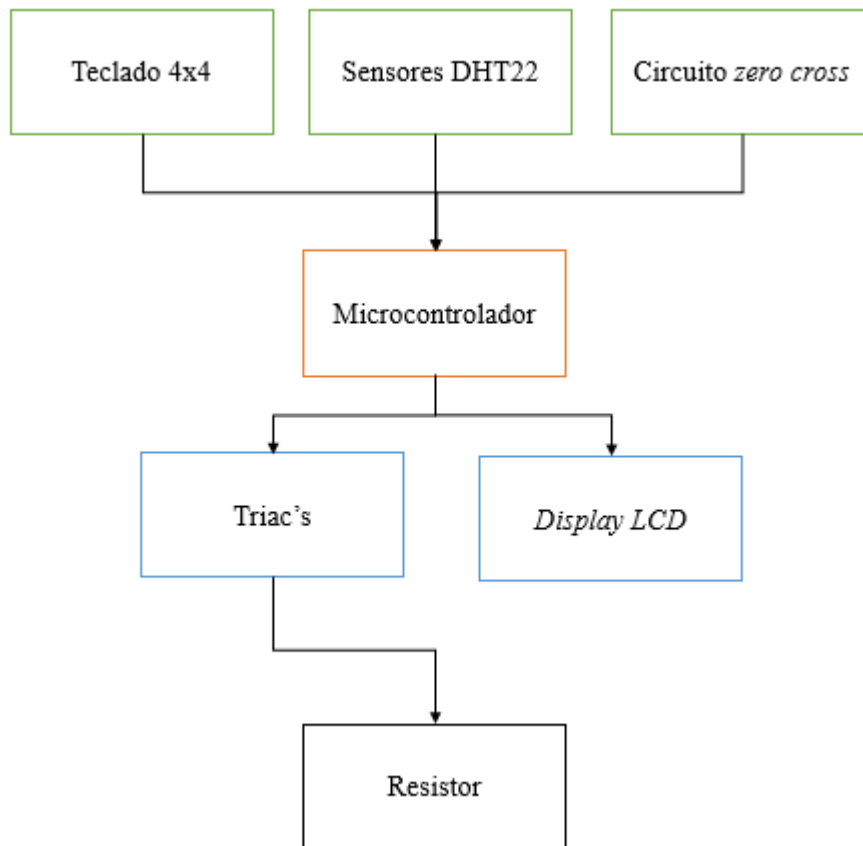 Teclado 4x4
Sensores DHT22
Circuito zero cross
Microcontrolador
Triac’s
Display LCD
Resistor